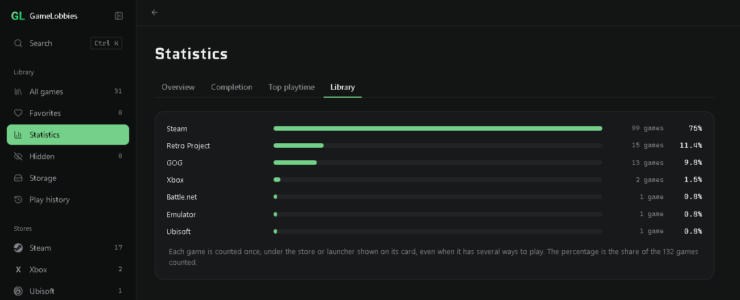 GL GameLobbies
Search Ctrl K
Library
All games 51
Favorites 0
Statistics
Hidden 0
Storage
Play history
Stores
Steam 17
Xbox 2
Ubisoft 1
Statistics
Overview Completion Top playtime Library
Steam 99 games 75%
Retro Project 15 games 11.4%
GOG 13 games 9.8%
Xbox 2 games 1.5%
Battle.net 1 game 0.8%
Emulator 1 game 0.8%
Ubisoft 1 game 0.8%
Each game is counted once, under the store or launcher shown on its card, even when it has several ways to play. The percentage is the share of the 132 games
counted.